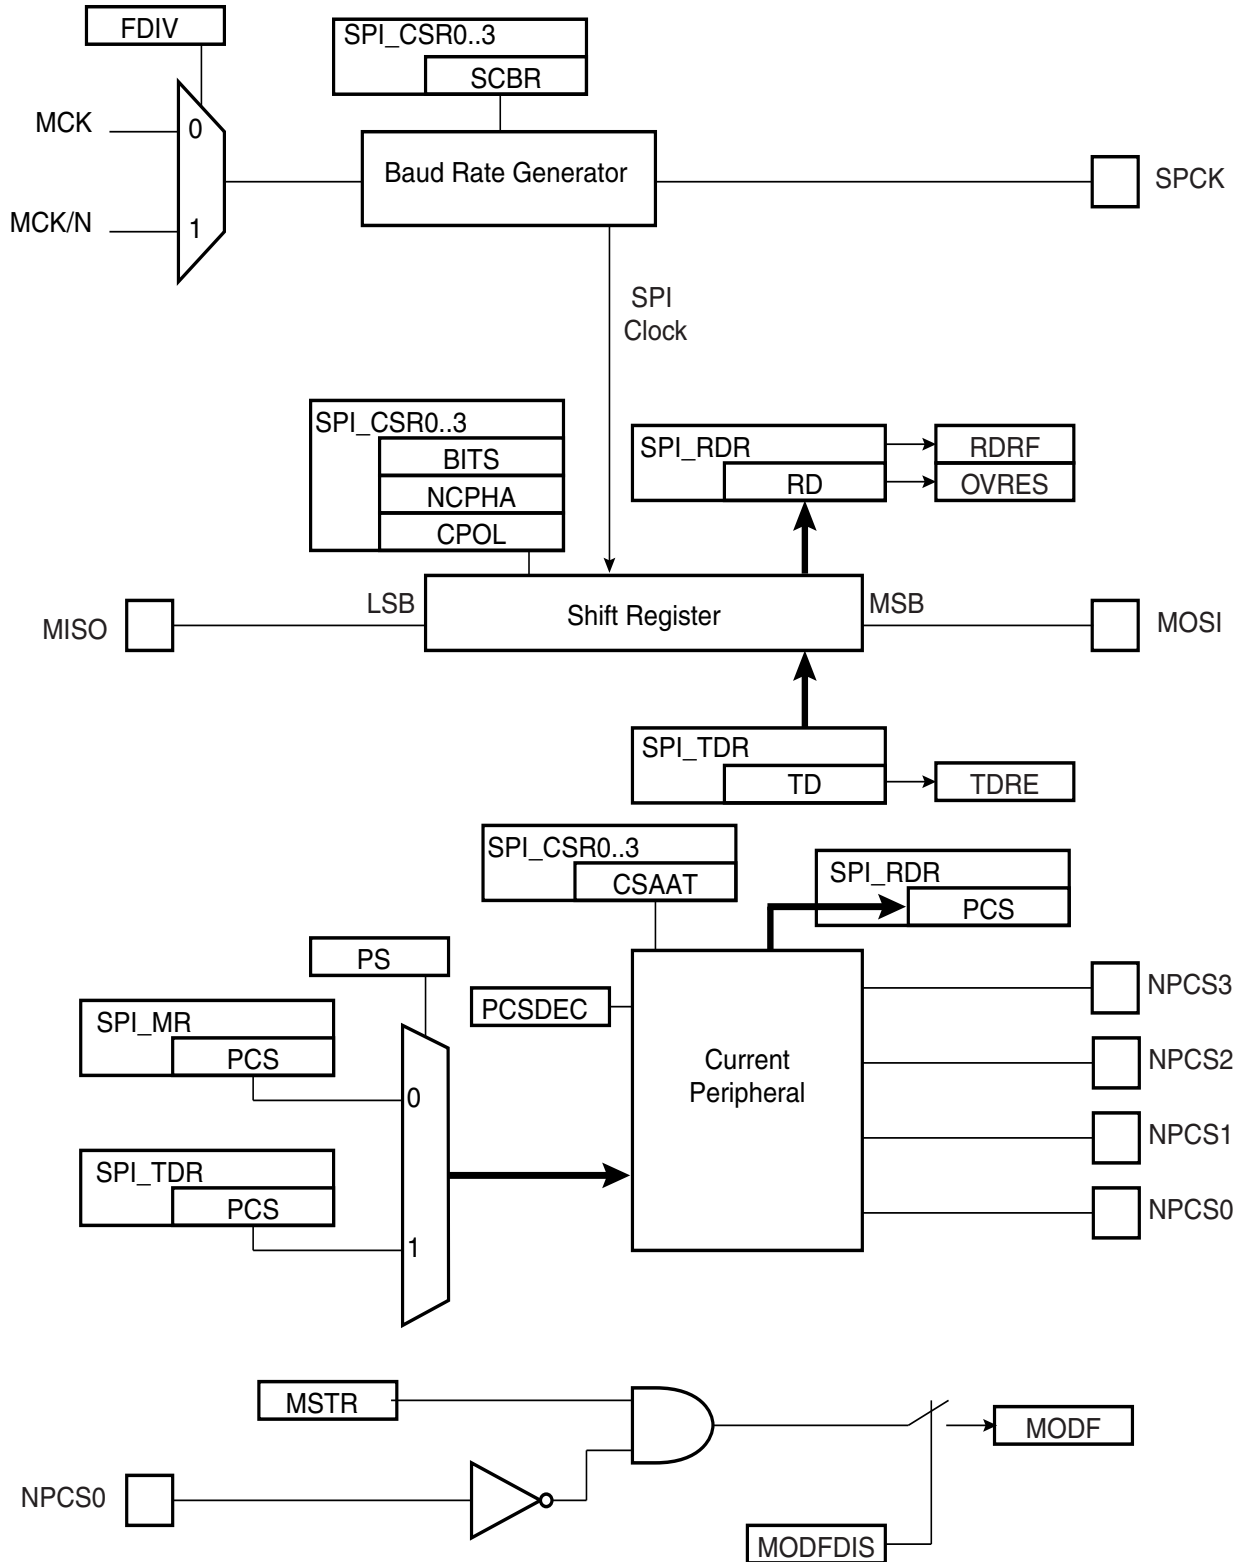 FDIV
SPI_CSR0..3
SCBR
MCK
0
Baud Rate Generator
SPCK
MCK/N
1
SPI
Clock
SPI_CSR0..3
BITS
NCPHA
CPOL
SPI_RDR
RD
RDRF
OVRES
LSB
MSB
MISO
Shift Register
MOSI
SPI_TDR
TD
TDRE
SPI_CSR0..3
CSAAT
SPI_RDR
PCS
PS
PCSDEC
NPCS3
SPI_MR
PCS
0
Current
Peripheral
NPCS2
NPCS1
SPI_TDR
PCS
1
NPCS0
MSTR
MODF
NPCS0
MODFDIS